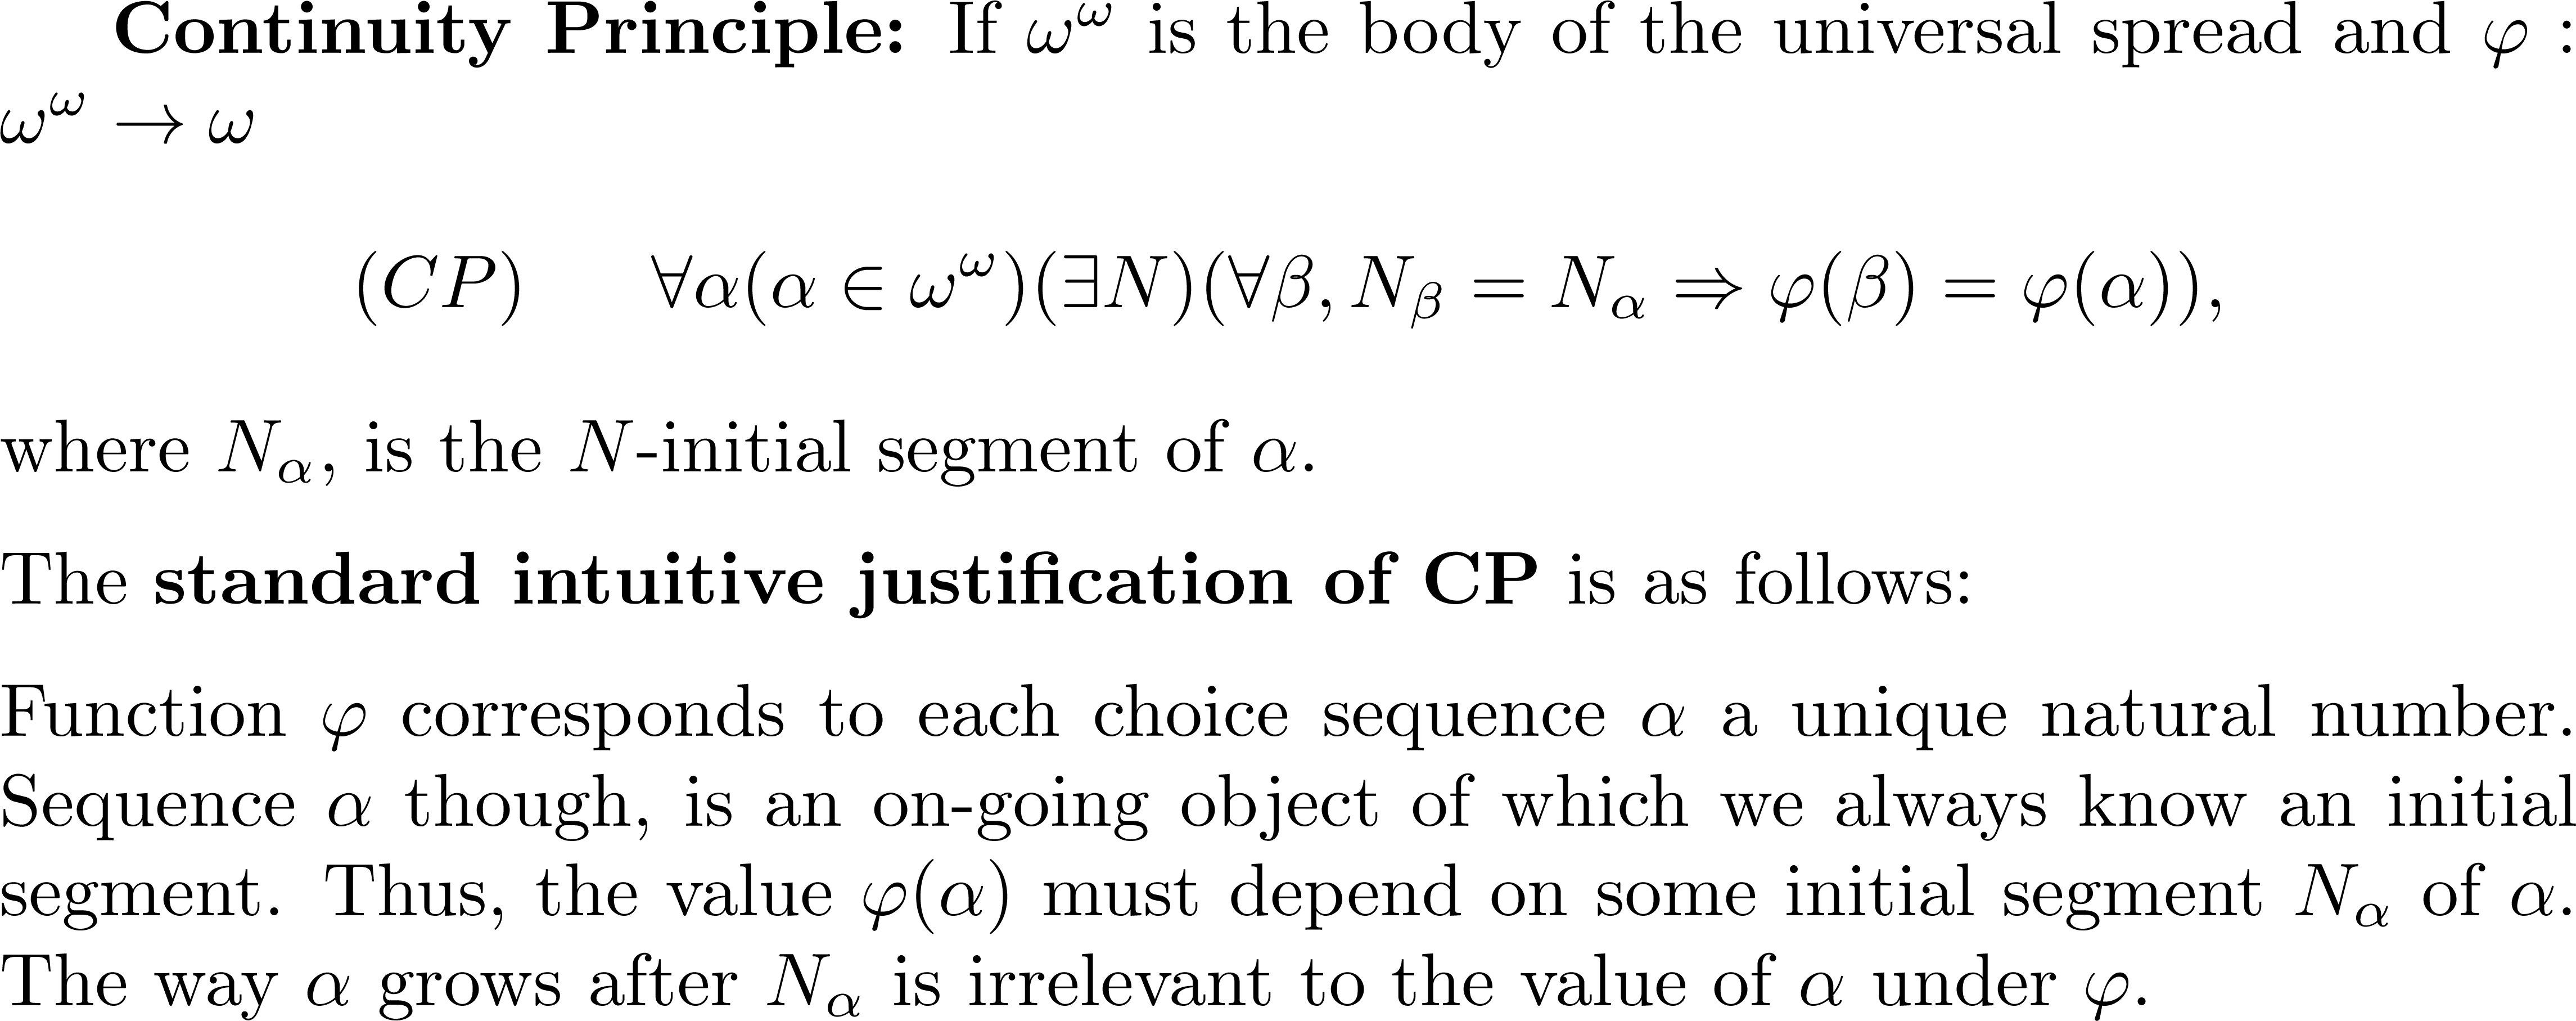 Continuity Principle: If ω^ω is the body of the universal spread and φ :
ω^ω → ω
(CP) ∀α(α ∈ ω^ω)(∃N)(∀β, N_β = N_α ⇒ φ(β) = φ(α)),
where N_α, is the N-initial segment of α.
The standard intuitive justification of CP is as follows:
Function φ corresponds to each choice sequence α a unique natural number.
Sequence α though, is an on-going object of which we always know an initial
segment. Thus, the value φ(α) must depend on some initial segment N_α of α.
The way α grows after N_α is irrelevant to the value of α under φ.